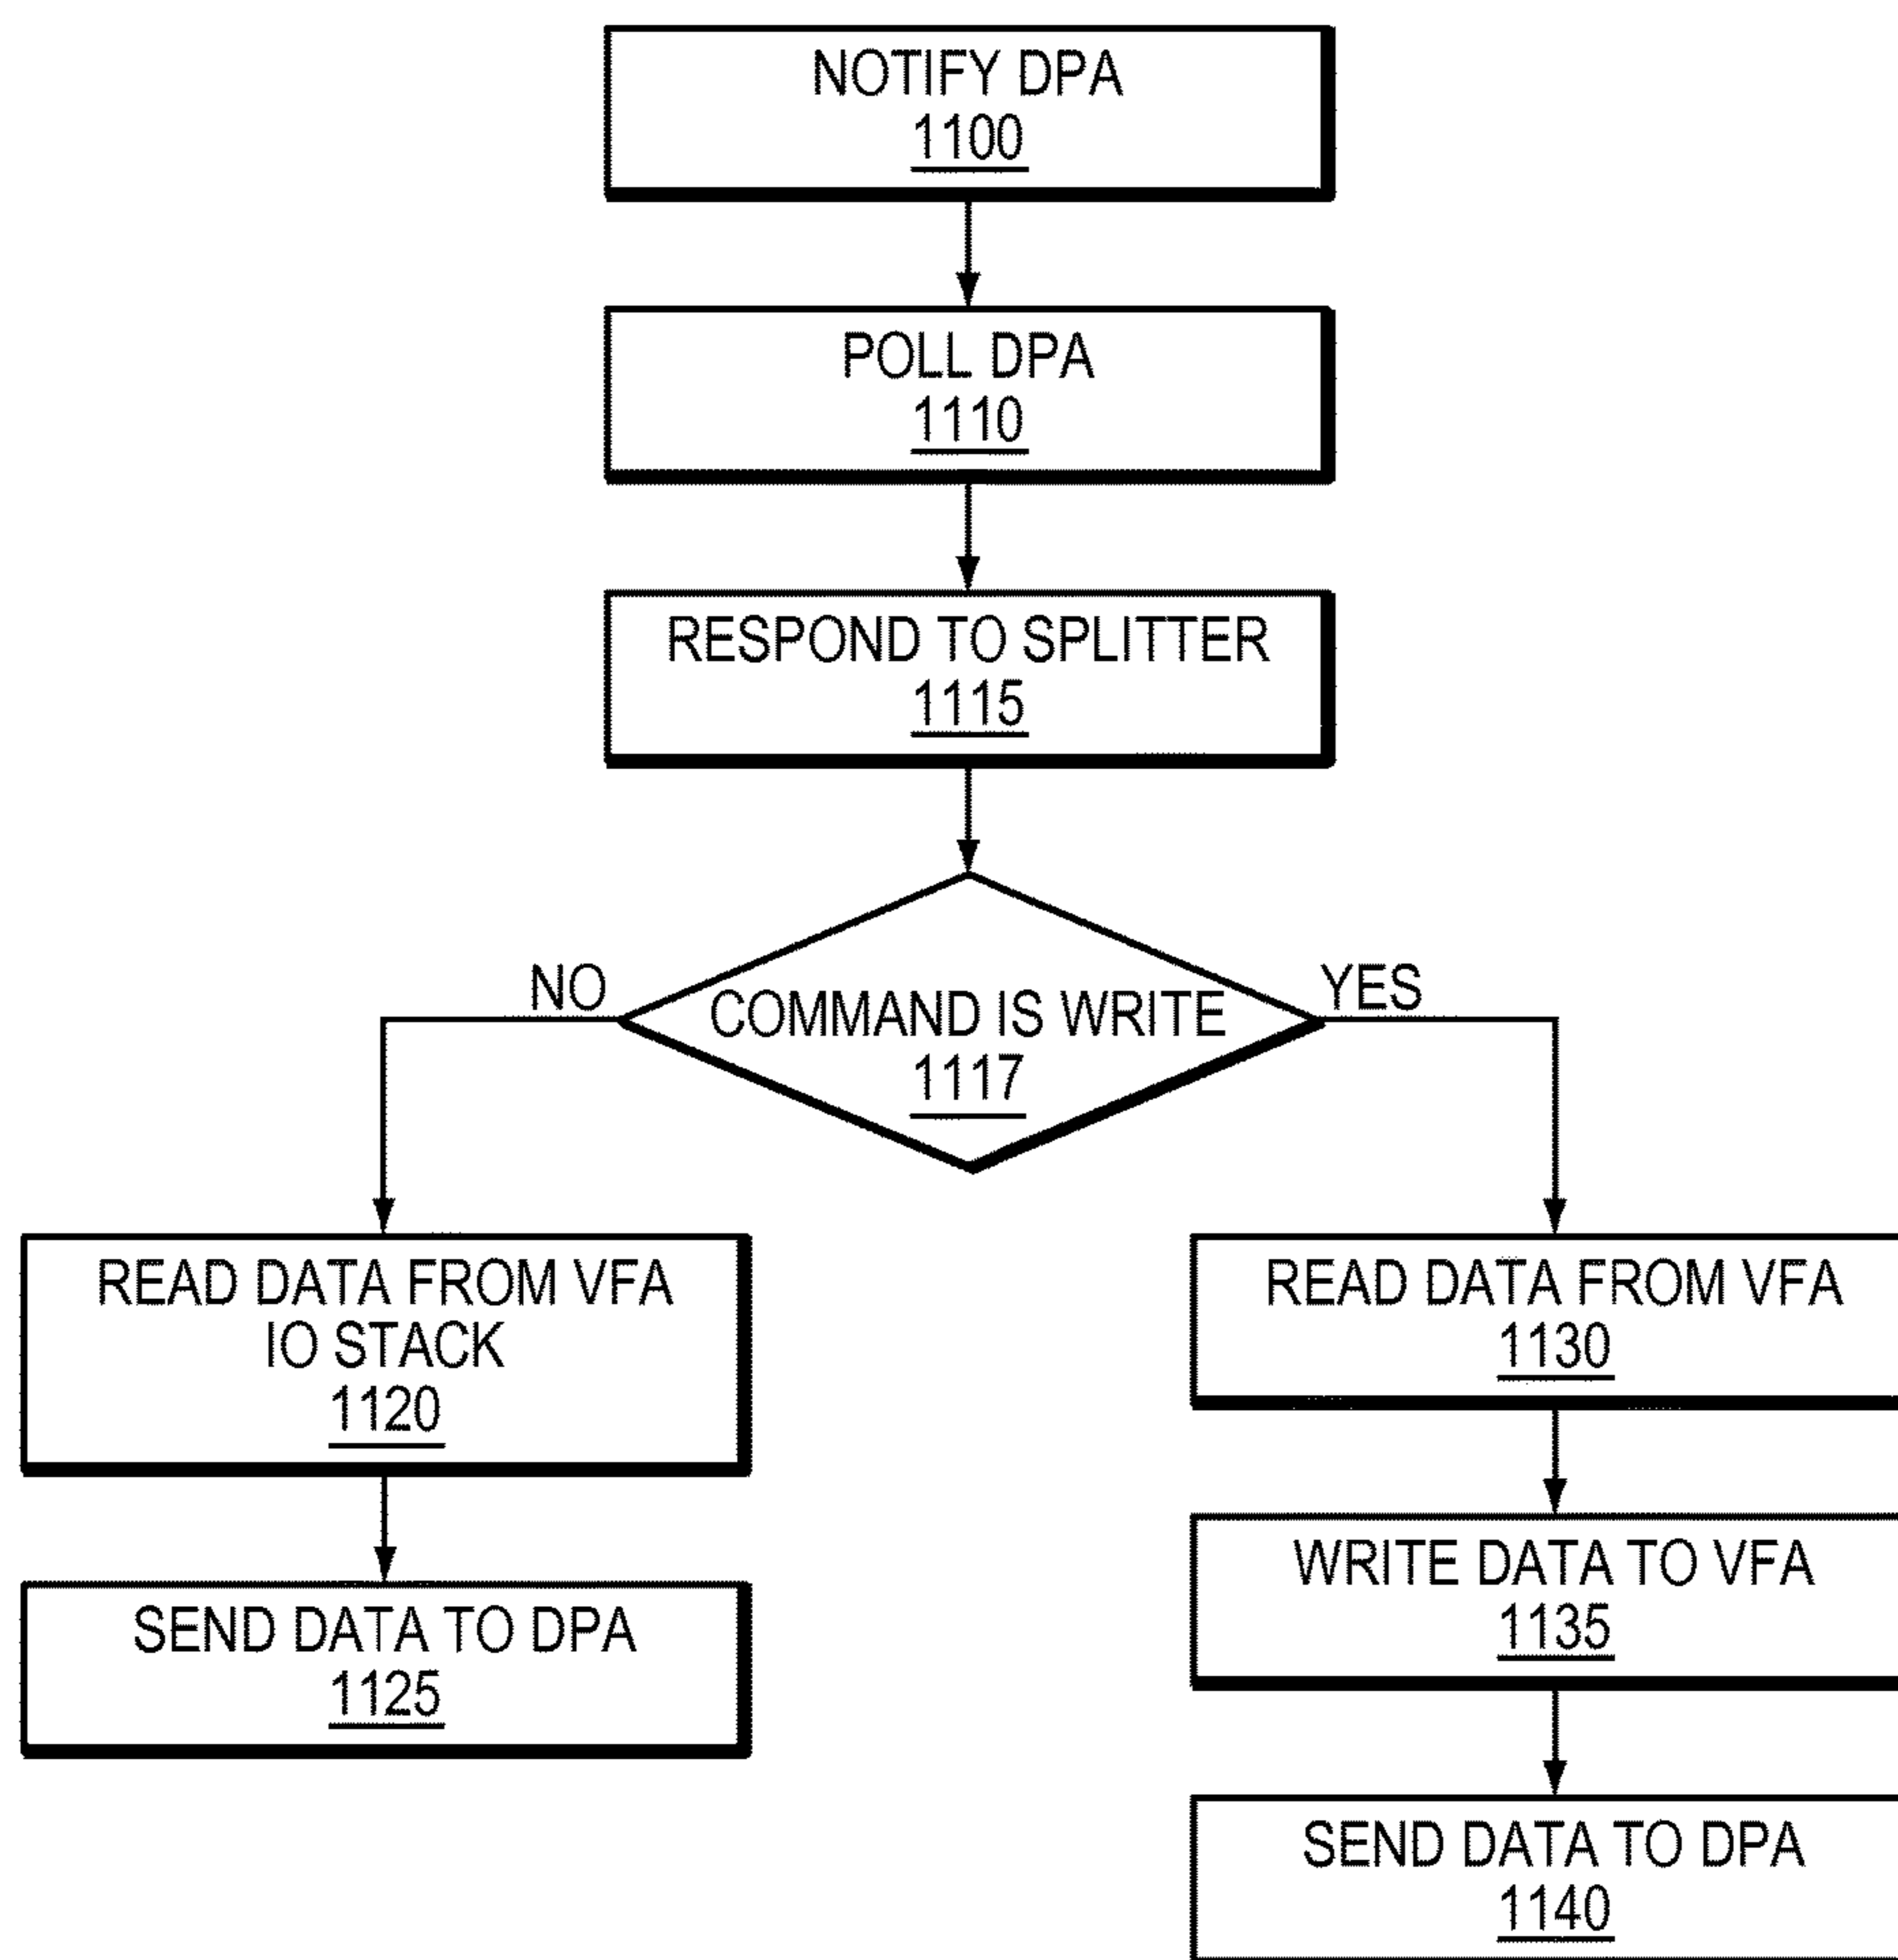 NOTIFY DPA
1100
POLL DPA
1110
RESPOND TO SPLITTER
1115
NO
YES
COMMAND IS WRITE
1117
READ DATA FROM VFA
IO STACK
1120
SEND DATA TO DPA
1125
READ DATA FROM VFA
1130
WRITE DATA TO VFA
1135
SEND DATA TO DPA
1140